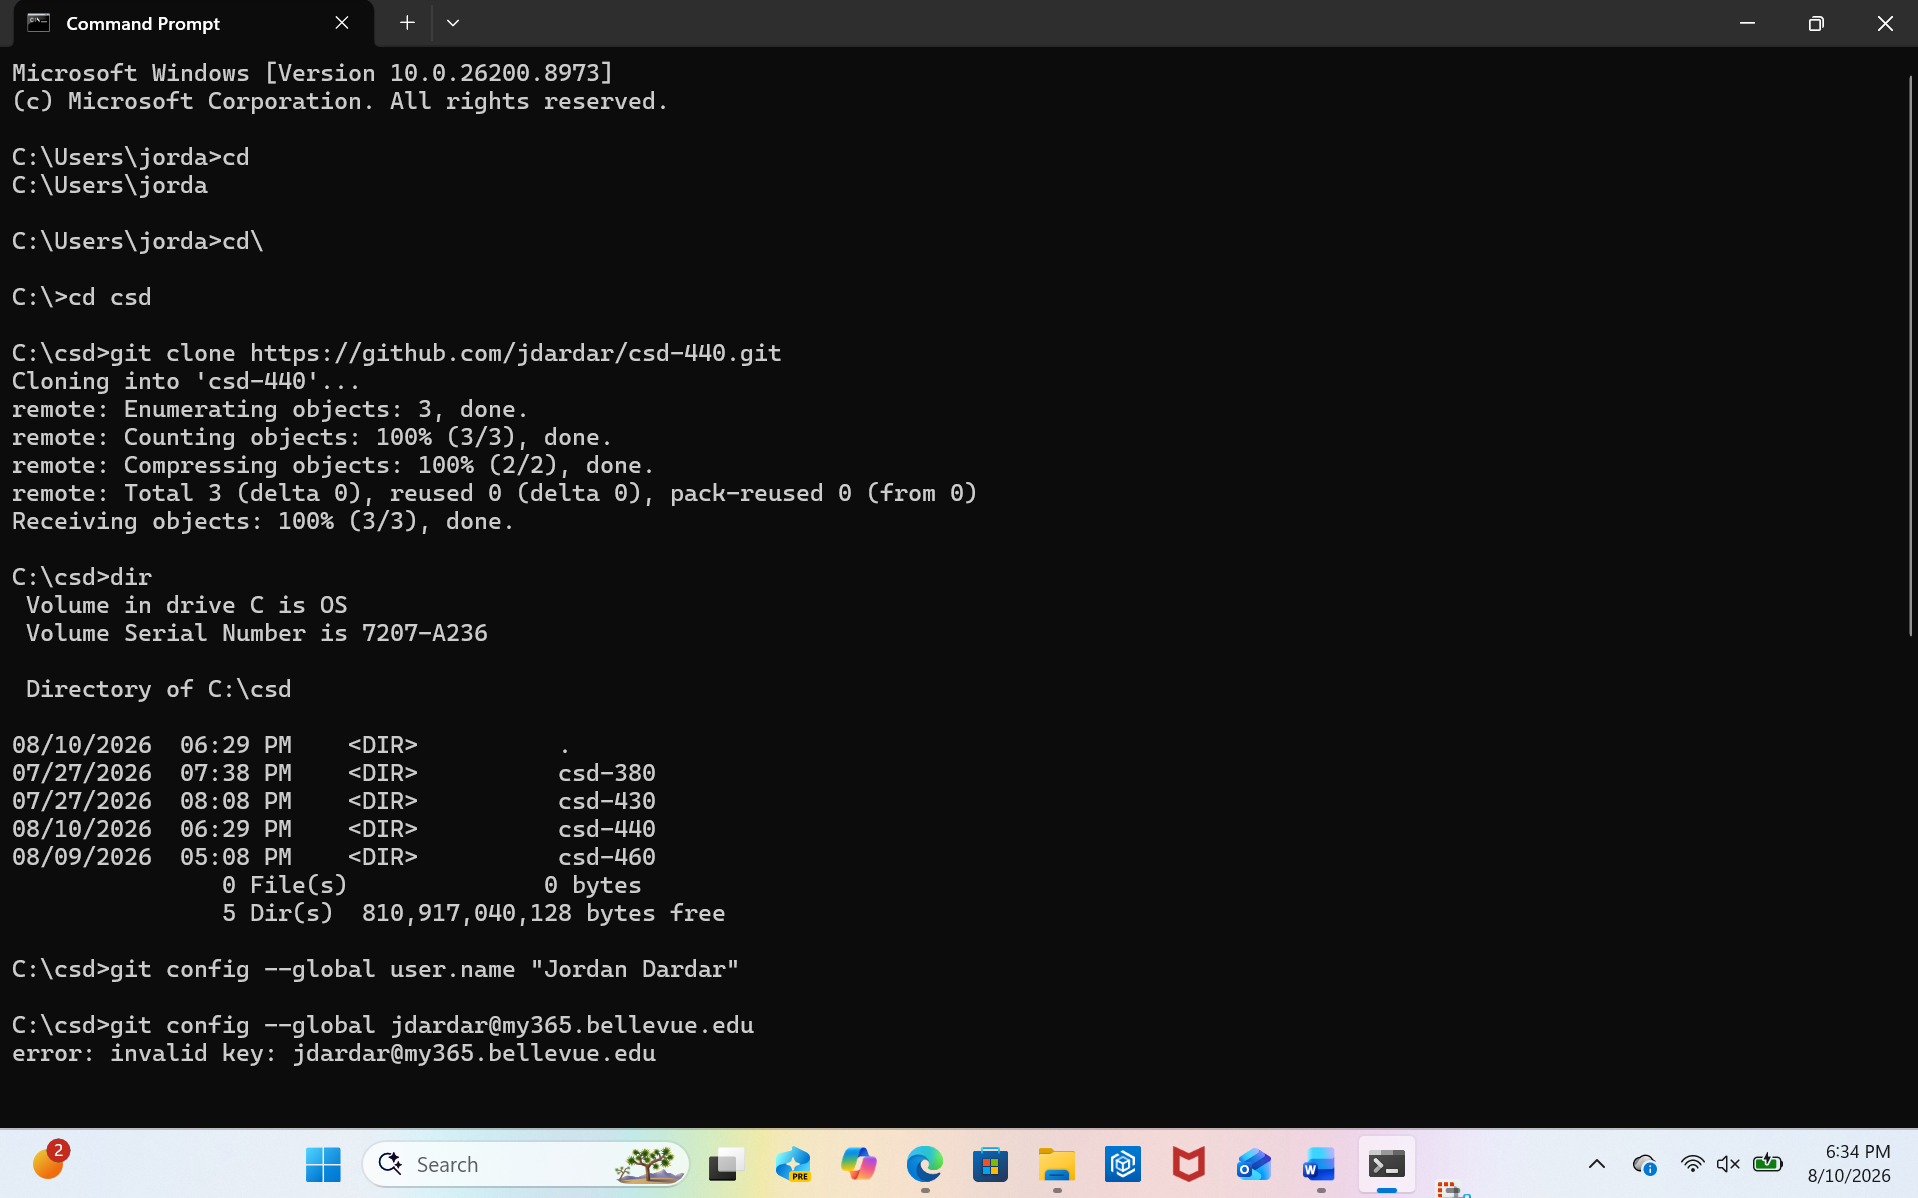 Command Prompt
Microsoft Windows [Version 10.0.26200.8973]
(c) Microsoft Corporation. All rights reserved.
C:\Users\jorda>cd
C:\Users\jorda
C:\Users\jorda>cd\
C:\>cd csd
C:\csd>git clone https://github.com/jdardar/csd-440.git
Cloning into 'csd-440'...
remote: Enumerating objects: 3, done.
remote: Counting objects: 100% (3/3), done.
remote: Compressing objects: 100% (2/2), done.
remote: Total 3 (delta 0), reused 0 (delta 0), pack-reused 0 (from 0)
Receiving objects: 100% (3/3), done.
C:\csd>dir
 Volume in drive C is OS
 Volume Serial Number is 7207-A236
 Directory of C:\csd
08/10/2026  06:29 PM    <DIR>          .
07/27/2026  07:38 PM    <DIR>          csd-380
07/27/2026  08:08 PM    <DIR>          csd-430
08/10/2026  06:29 PM    <DIR>          csd-440
08/09/2026  05:08 PM    <DIR>          csd-460
               0 File(s)              0 bytes
               5 Dir(s)  810,917,040,128 bytes free
C:\csd>git config --global user.name "Jordan Dardar"
C:\csd>git config --global jdardar@my365.bellevue.edu
error: invalid key: jdardar@my365.bellevue.edu
2
Search
PRE
O
W
6:34 PM
8/10/2026